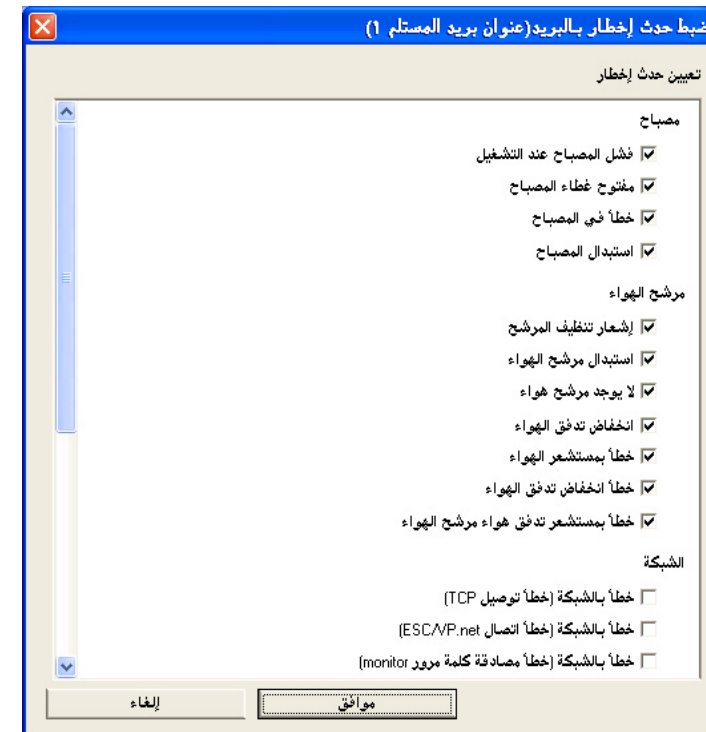 ضبط حدث إخطار بالبريد(عنوان بريد المستلم 1)
تعيين حدث إخطار
مصباح
فشل المصباح عند التشغيل
مفتوح غطاء المصباح
خطأ في المصباح
استبدال المصباح
مرشح الهواء
إشعار تنظيف المرشح
استبدال مرشح الهواء
لا يوجد مرشح هواء
انخفاض تدفق الهواء
خطأ بمستشعر الهواء
خطأ انخفاض تدفق الهواء
خطأ بمستشعر تدفق هواء مرشح الهواء
الشبكة
خطأ بالشبكة (خطأ توصيل TCP)
خطأ بالشبكة (خطأ اتصال ESC/VP.net)
خطأ بالشبكة (خطأ مصادقة كلمة مرور monitor)
موافق
إلغاء